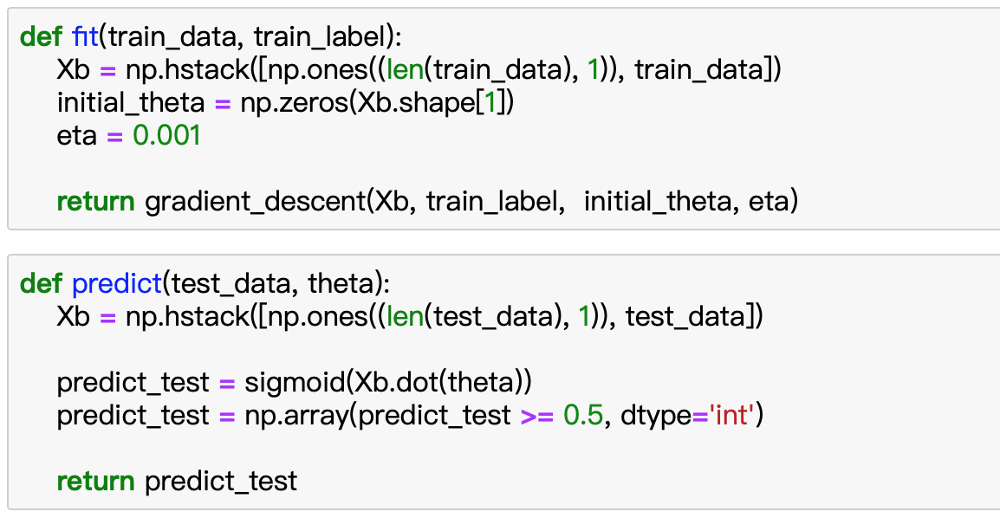 def fit(train_data, train_label):
    Xb = np.hstack([np.ones((len(train_data), 1)), train_data])
    initial_theta = np.zeros(Xb.shape[1])
    eta = 0.001
    return gradient_descent(Xb, train_label,  initial_theta, eta)
def predict(test_data, theta):
    Xb = np.hstack([np.ones((len(test_data), 1)), test_data])
    predict_test = sigmoid(Xb.dot(theta))
    predict_test = np.array(predict_test >= 0.5, dtype='int')
    return predict_test